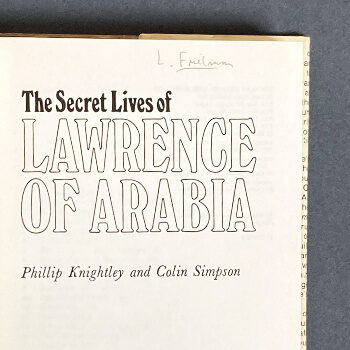 The Secret Lives of
LAWRENCE
OF ARABIA
Phillip Knightley and Colin Simpson